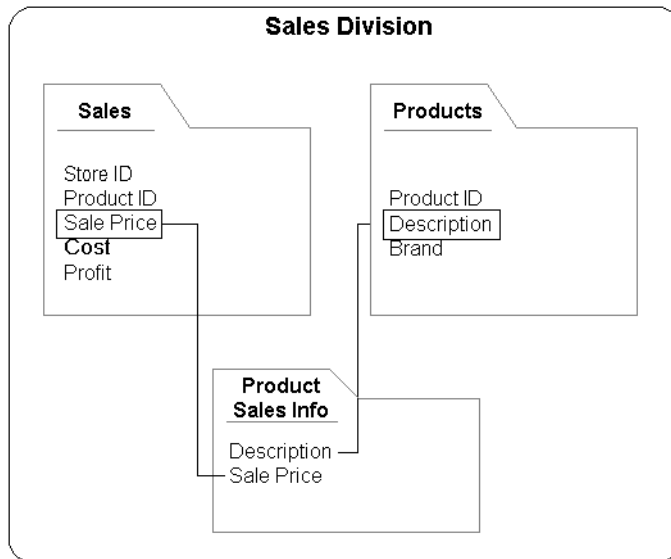 Sales Division
Sales
Store ID
Product ID
Sale Price
Cost
Profit
Products
Product ID
Description
Brand
Product
Sales Info
Description
Sale Price